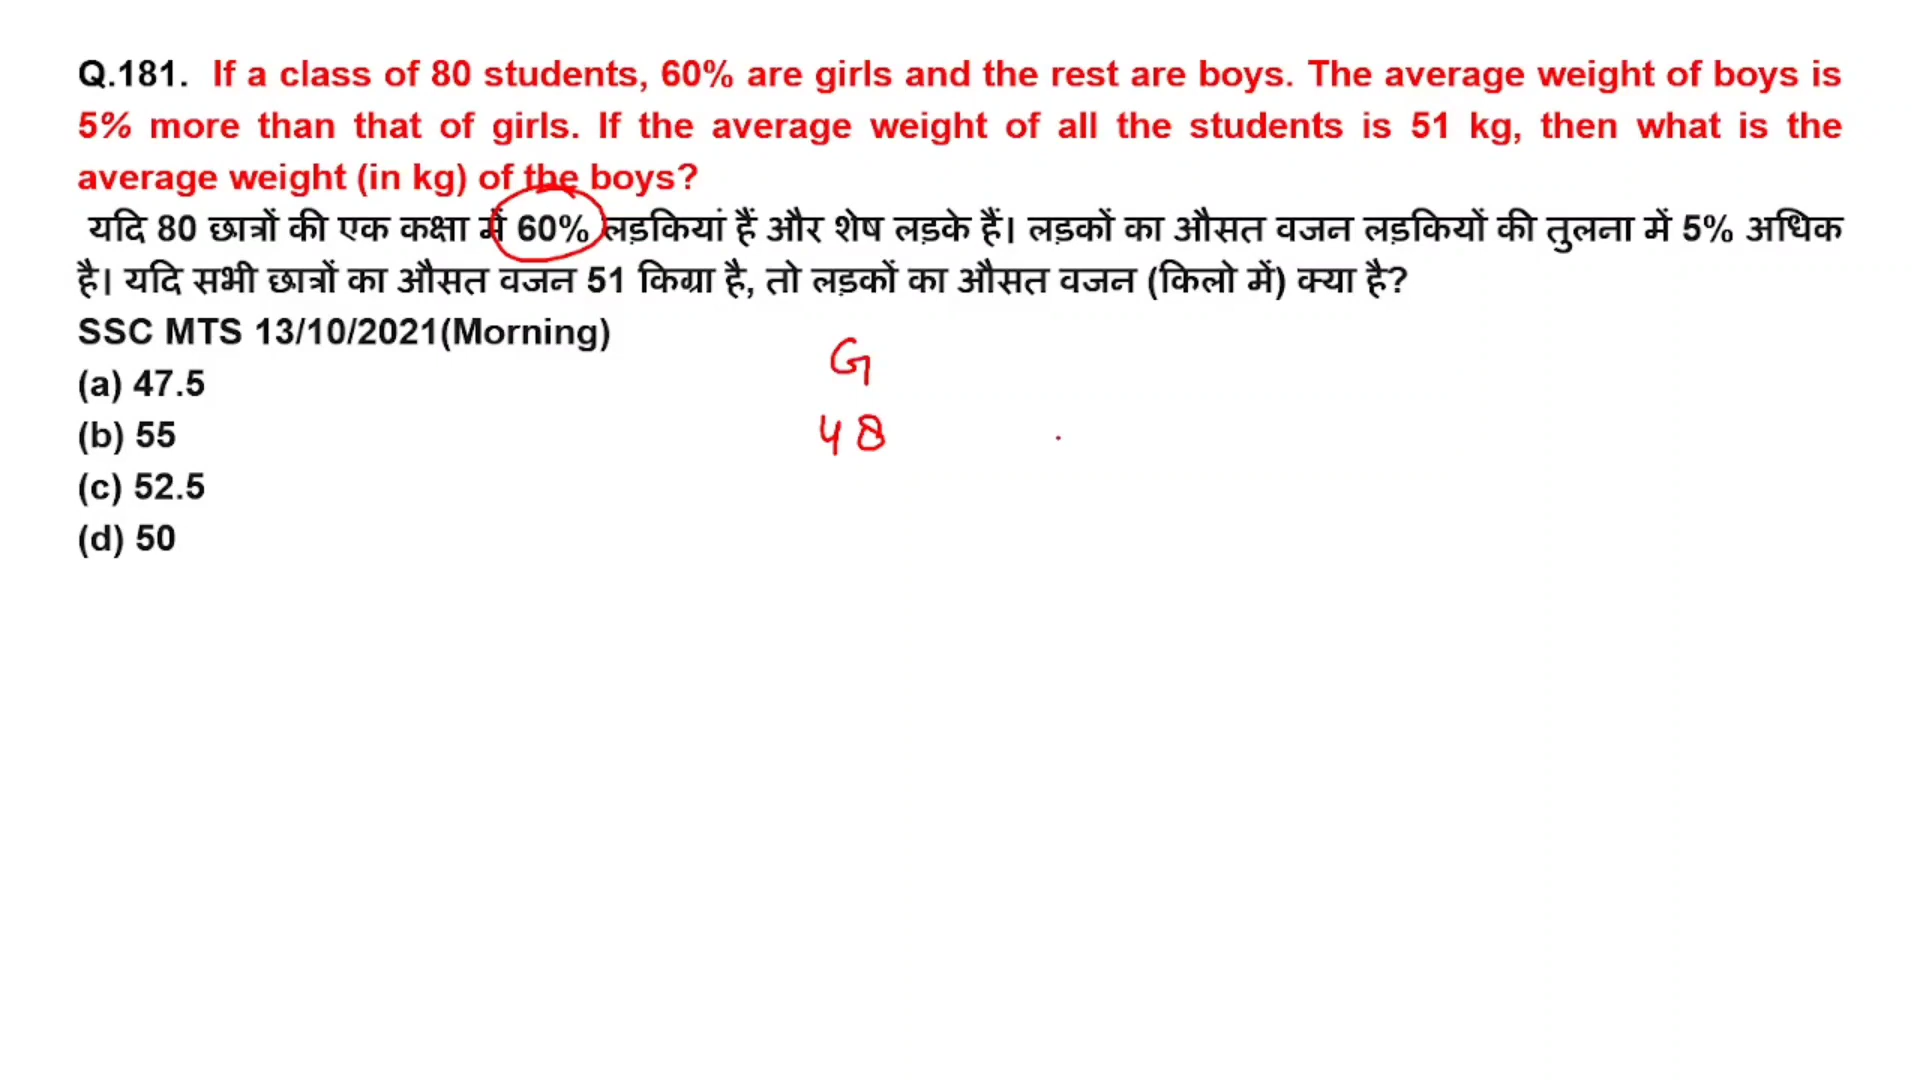 Q.181. If a class of 80 students, 60% are girls and the rest are boys. The average weight of boys is
5% more than that of girls. If the average weight of all the students is 51 kg, then what is the
average weight (in kg) of the boys?
यदि 80 छात्रों की एक कक्षा में 60% लड़कियां हैं और शेष लड़के हैं। लड़कों का औसत वजन लड़कियों की तुलना में 5% अधिक
है। यदि सभी छात्रों का औसत वजन 51 किग्रा है, तो लड़कों का औसत वजन (किलो में) क्या है?
SSC MTS 13/10/2021(Morning)
G
(a) 47.5
48
(b) 55
(c) 52.5
(d) 50